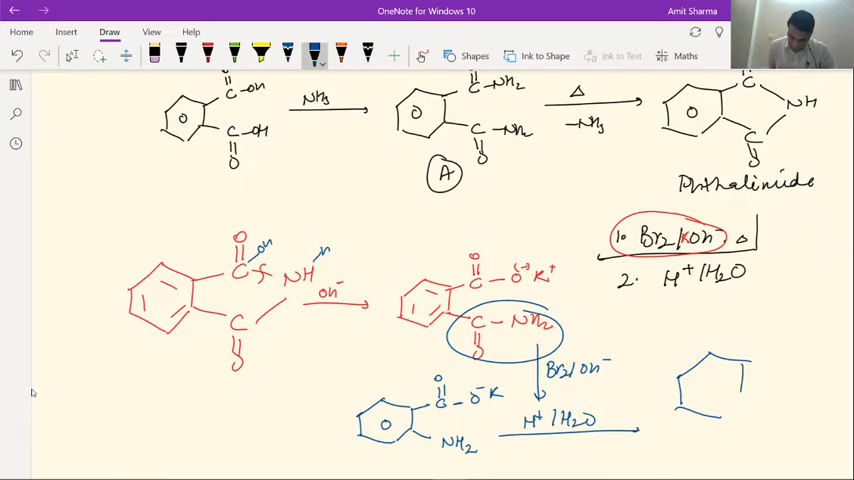 OneNote for Windows 10
Amit Sharma
Home Insert Draw View Help
Shapes Ink to Shape Ink to Text Maths
O
C-OH
C-OH
O
NH3
O
C-NH2
C-NH2
O
A
Δ
-NH3
O
C
NH
C
O
Phthalimide
1. Br2/KOH Δ
2. H+/H2O
O
C
OH
NH
H
C
O
OH-
O
C-O(-)K+
C-NH2
O
Br2/OH-
O
C-O-K
NH2
H+/H2O